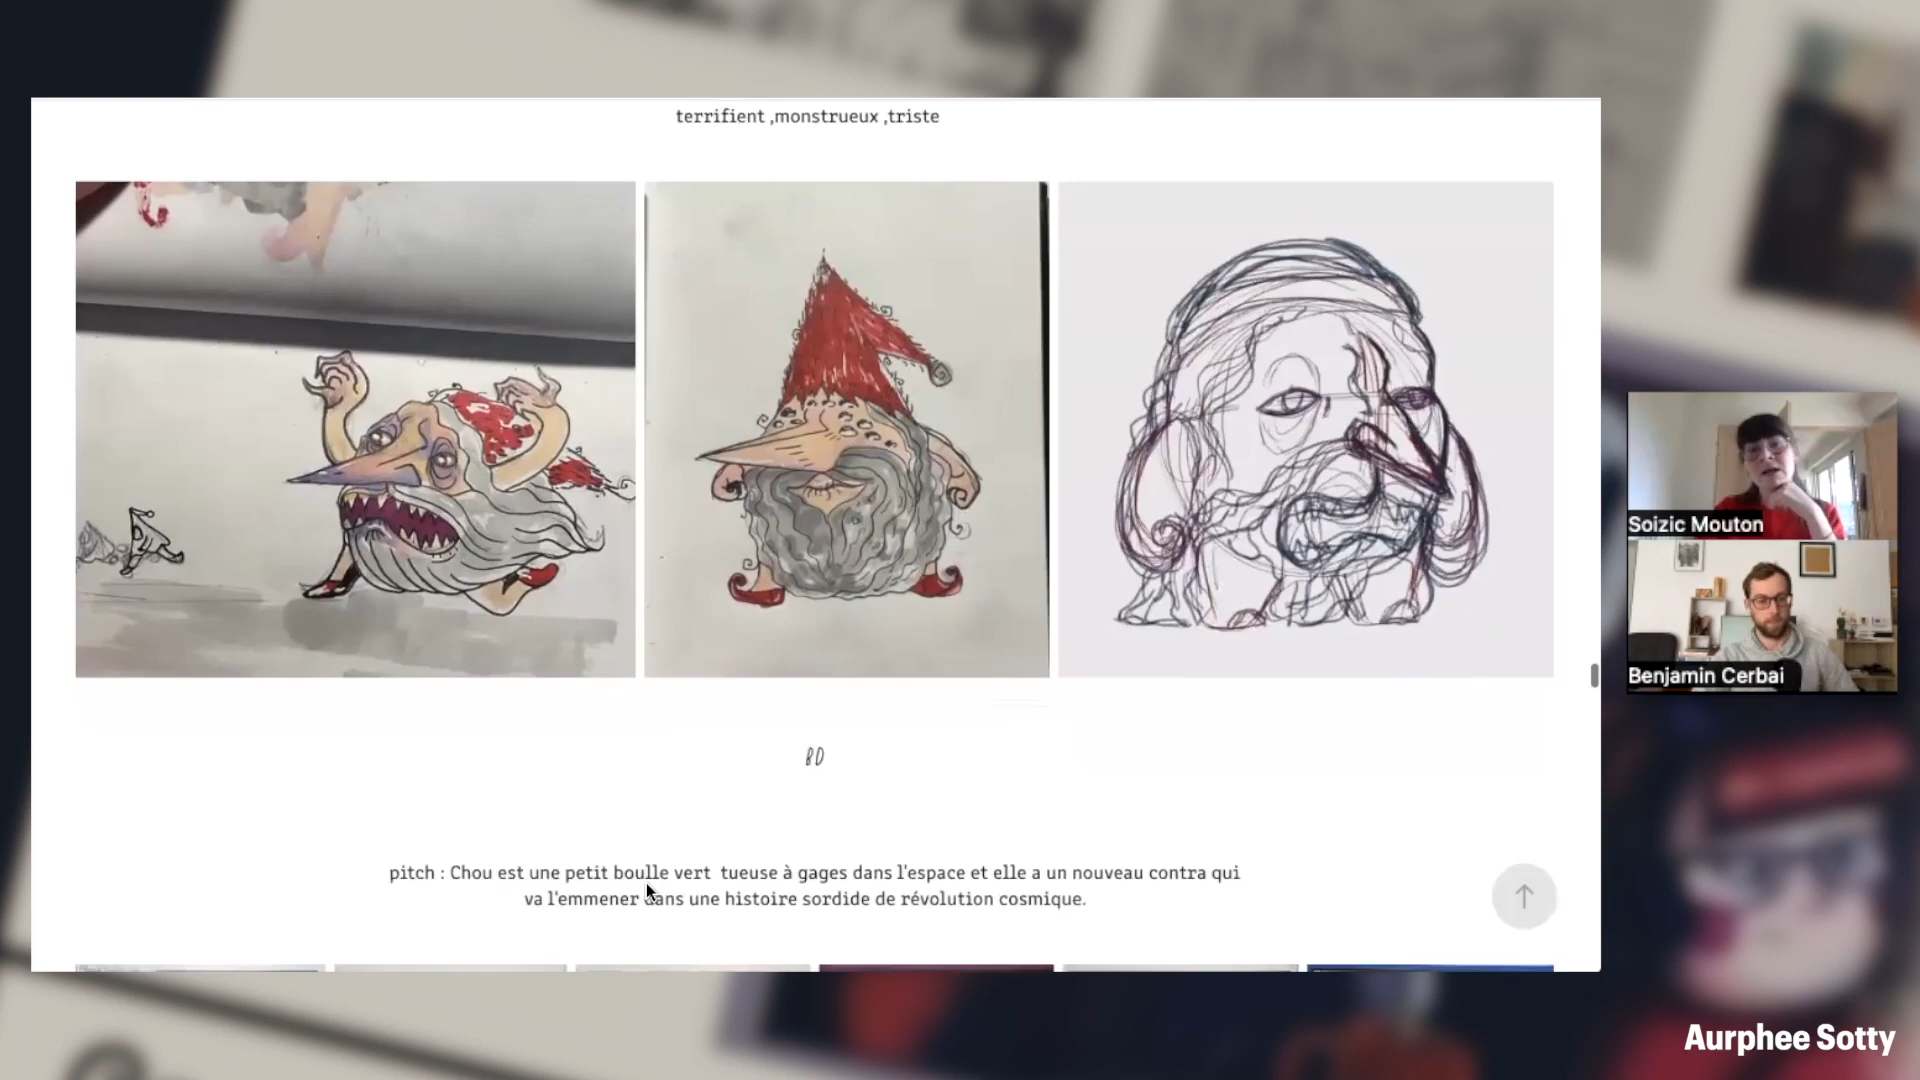 terrifient ,monstrueux ,triste
BD
pitch : Chou est une petit boulle vert tueuse à gages dans l'espace et elle a un nouveau contra qui
va l'emmener dans une histoire sordide de révolution cosmique.
Soizic Mouton
Benjamin Cerbai
Aurphee Sotty